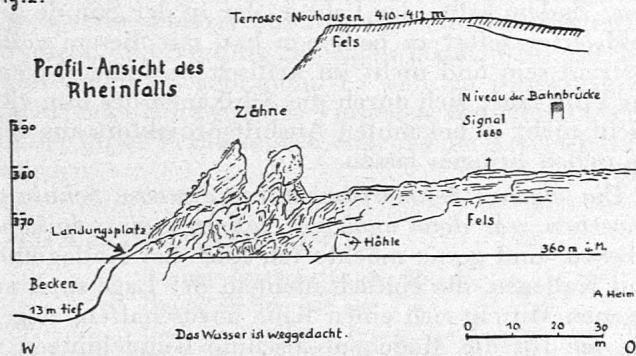 Terrasse Neuhausen 410-412 m
Fels
Profil-Ansicht des
Rheinfalls
Zähne
Niveau der Bahnbrücke
Signal
1880
390
380
370
Landungsplatz
Höhle
Fels
360 m ü. M.
Becken
13 m tief
Das Wasser ist weggedacht.
A Heim
0 10 20 30
m
W
O